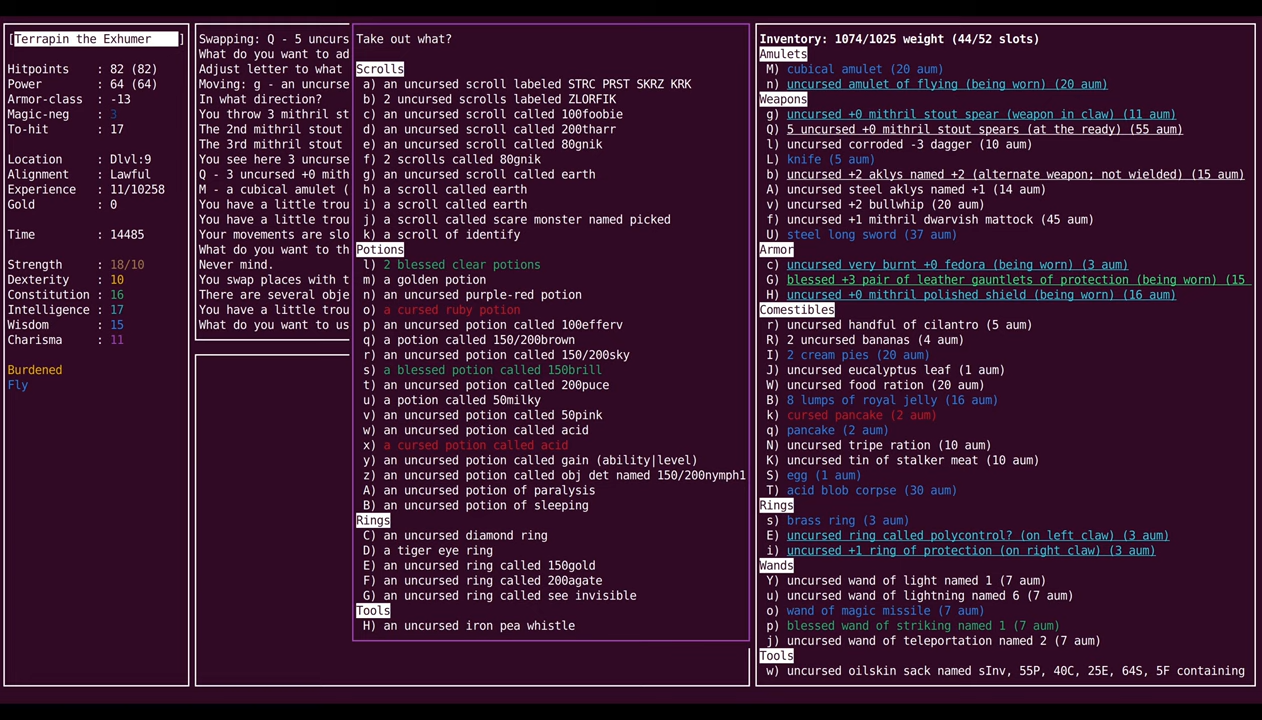 [Terrapin the Exhumer ]
Hitpoints : 82 (82)
Power : 64 (64)
Armor-class : -13
Magic-neg : 3
To-hit : 17
Location : Dlvl:9
Alignment : Lawful
Experience : 11/10258
Gold : 0
Time : 14485
Strength : 18/10
Dexterity : 10
Constitution : 16
Intelligence : 17
Wisdom : 15
Charisma : 11
Burdened
Fly
Swapping: Q - 5 uncurs
What do you want to ad
Adjust letter to what
Moving: g - an uncurse
In what direction?
You throw 3 mithril st
The 2nd mithril stout
The 3rd mithril stout
You see here 3 uncurse
Q - 3 uncursed +0 mith
M - a cubical amulet (
You have a little trou
You have a little trou
Your movements are slo
What do you want to th
Never mind.
You swap places with t
There are several obje
You have a little trou
What do you want to us
Take out what?
Scrolls
a) an uncursed scroll labeled STRC PRST SKRZ KRK
b) 2 uncursed scrolls labeled ZLORFIK
c) an uncursed scroll called 100foobie
d) an uncursed scroll called 200tharr
e) an uncursed scroll called 80gnik
f) 2 scrolls called 80gnik
g) an uncursed scroll called earth
h) a scroll called earth
i) a scroll called earth
j) a scroll called scare monster named picked
k) a scroll of identify
Potions
l) 2 blessed clear potions
m) a golden potion
n) an uncursed purple-red potion
o) a cursed ruby potion
p) an uncursed potion called 100efferv
q) a potion called 150/200brown
r) an uncursed potion called 150/200sky
s) a blessed potion called 150brill
t) an uncursed potion called 200puce
u) a potion called 50milky
v) an uncursed potion called 50pink
w) an uncursed potion called acid
x) a cursed potion called acid
y) an uncursed potion called gain (ability|level)
z) an uncursed potion called obj det named 150/200nymph1
A) an uncursed potion of paralysis
B) an uncursed potion of sleeping
Rings
C) an uncursed diamond ring
D) a tiger eye ring
E) an uncursed ring called 150gold
F) an uncursed ring called 200agate
G) an uncursed ring called see invisible
Tools
H) an uncursed iron pea whistle
Inventory: 1074/1025 weight (44/52 slots)
Amulets
M) cubical amulet (20 aum)
n) uncursed amulet of flying (being worn) (20 aum)
Weapons
g) uncursed +0 mithril stout spear (weapon in claw) (11 aum)
Q) 5 uncursed +0 mithril stout spears (at the ready) (55 aum)
l) uncursed corroded -3 dagger (10 aum)
L) knife (5 aum)
b) uncursed +2 aklys named +2 (alternate weapon; not wielded) (15 aum)
A) uncursed steel aklys named +1 (14 aum)
v) uncursed +2 bullwhip (20 aum)
f) uncursed +1 mithril dwarvish mattock (45 aum)
U) steel long sword (37 aum)
Armor
c) uncursed very burnt +0 fedora (being worn) (3 aum)
G) blessed +3 pair of leather gauntlets of protection (being worn) (15
H) uncursed +0 mithril polished shield (being worn) (16 aum)
Comestibles
r) uncursed handful of cilantro (5 aum)
R) 2 uncursed bananas (4 aum)
I) 2 cream pies (20 aum)
J) uncursed eucalyptus leaf (1 aum)
W) uncursed food ration (20 aum)
B) 8 lumps of royal jelly (16 aum)
k) cursed pancake (2 aum)
q) pancake (2 aum)
N) uncursed tripe ration (10 aum)
K) uncursed tin of stalker meat (10 aum)
S) egg (1 aum)
T) acid blob corpse (30 aum)
Rings
s) brass ring (3 aum)
E) uncursed ring called polycontrol? (on left claw) (3 aum)
i) uncursed +1 ring of protection (on right claw) (3 aum)
Wands
Y) uncursed wand of light named 1 (7 aum)
u) uncursed wand of lightning named 6 (7 aum)
o) wand of magic missile (7 aum)
p) blessed wand of striking named 1 (7 aum)
j) uncursed wand of teleportation named 2 (7 aum)
Tools
w) uncursed oilskin sack named sInv, 55P, 40C, 25E, 64S, 5F containing